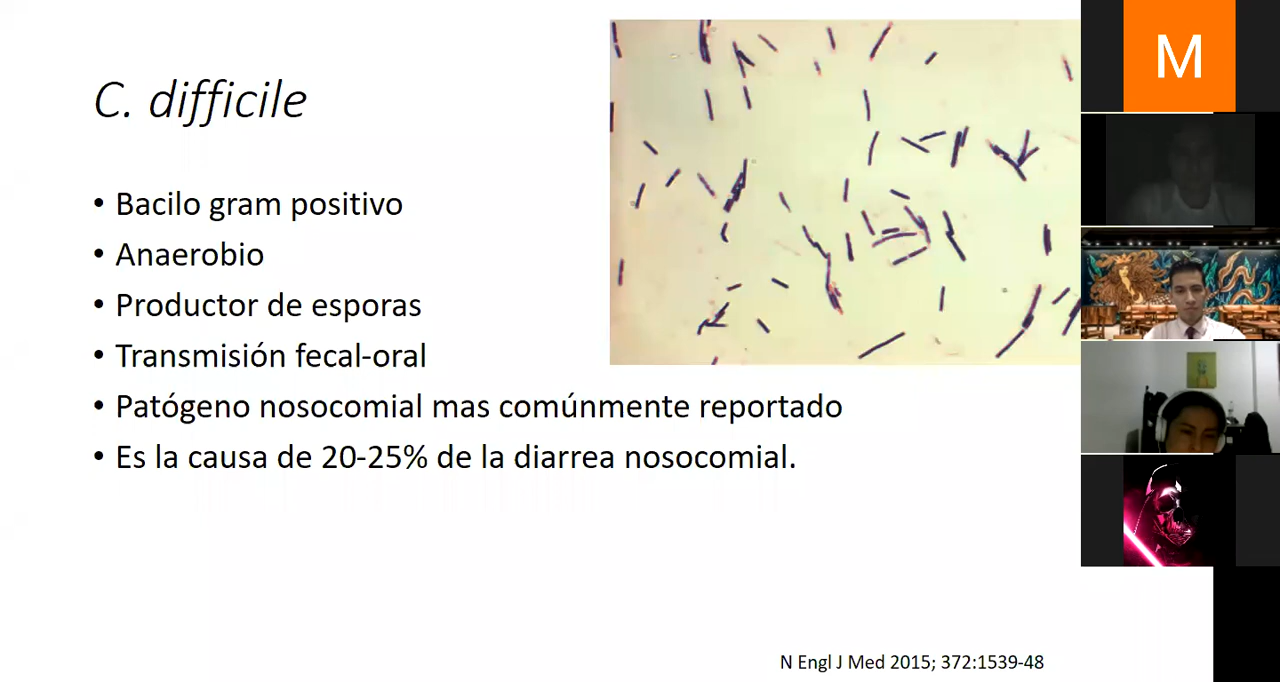 C. difficile
• Bacilo gram positivo
• Anaerobio
• Productor de esporas
• Transmisión fecal-oral
• Patógeno nosocomial mas comúnmente reportado
• Es la causa de 20-25% de la diarrea nosocomial.
N Engl J Med 2015; 372:1539-48
M